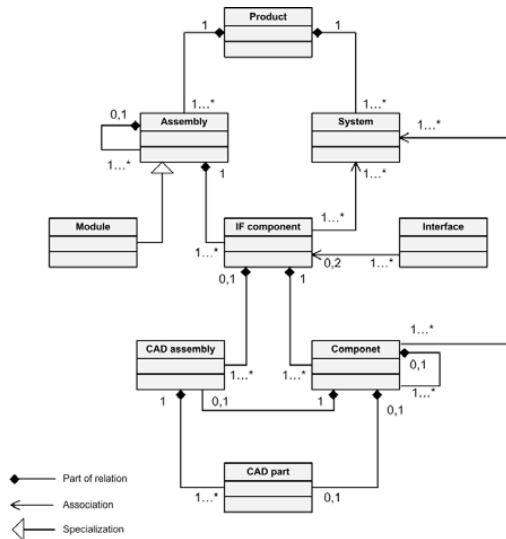 Product
1
1
1...*
1...*
0,1
Assembly
System
1...*
1...*
1
1...*
Module
IF component
1...*
Interface
1...*
0,2
1...*
0,1
1
CAD assembly
Componet
1...*
0,1
1...*
1...*
1...*
1
0,1
1
0,1
CAD part
1...*
0,1
Part of relation
Association
Specialization